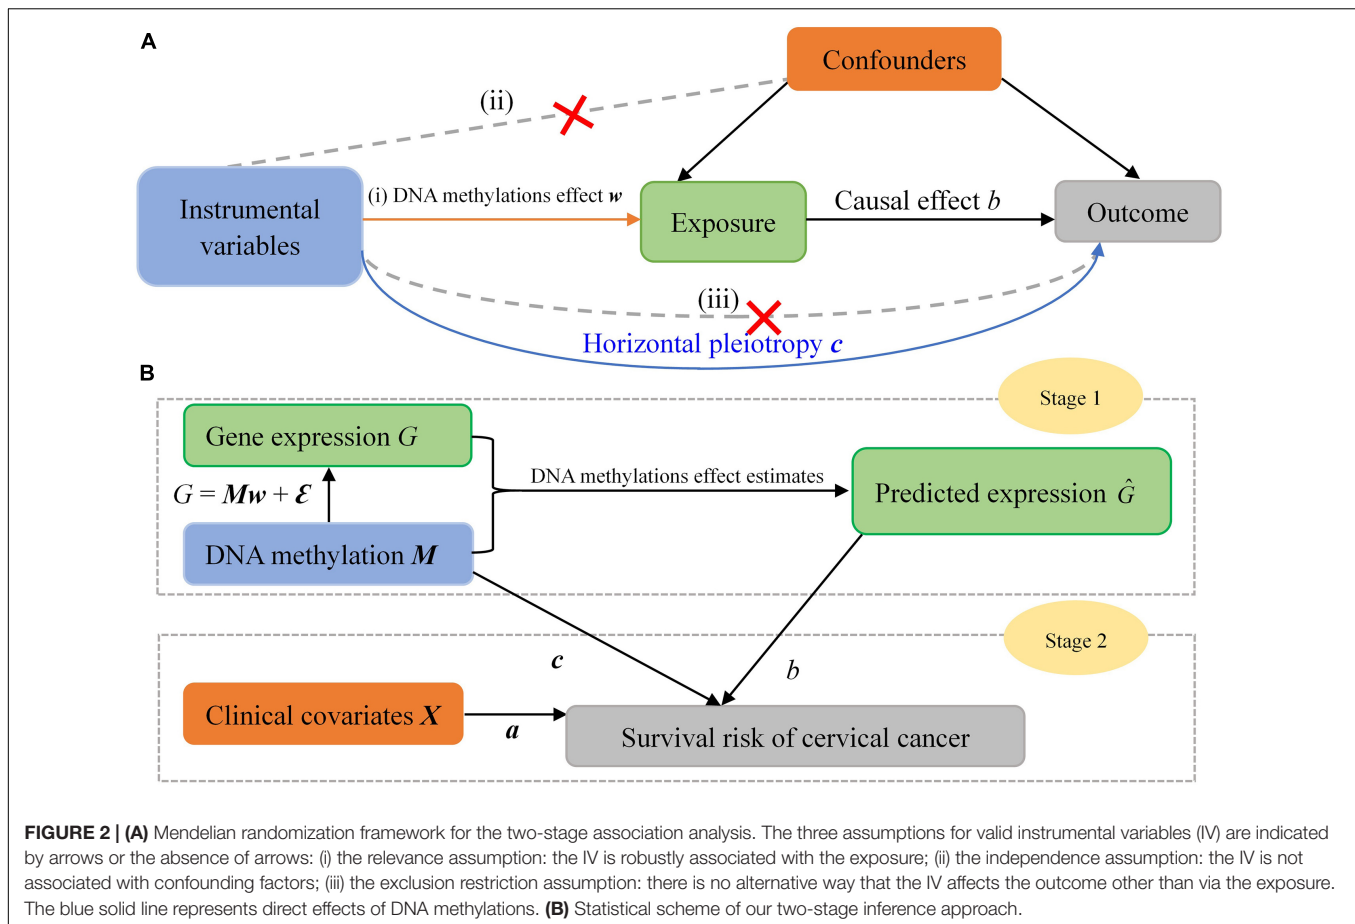 A
Confounders
(ii)
(i) DNA methylations effect w
Instrumental
variables
Exposure
Causal effect b
Outcome
(iii)
Horizontal pleiotropy c
B
Stage 1
Gene expression G
G = Mw + Ɛ
DNA methylation M
DNA methylations effect estimates
Predicted expression Ĝ
Stage 2
c
b
Clinical covariates X
a
Survival risk of cervical cancer
FIGURE 2 | (A) Mendelian randomization framework for the two-stage association analysis. The three assumptions for valid instrumental variables (IV) are indicated
by arrows or the absence of arrows: (i) the relevance assumption: the IV is robustly associated with the exposure; (ii) the independence assumption: the IV is not
associated with confounding factors; (iii) the exclusion restriction assumption: there is no alternative way that the IV affects the outcome other than via the exposure.
The blue solid line represents direct effects of DNA methylations. (B) Statistical scheme of our two-stage inference approach.